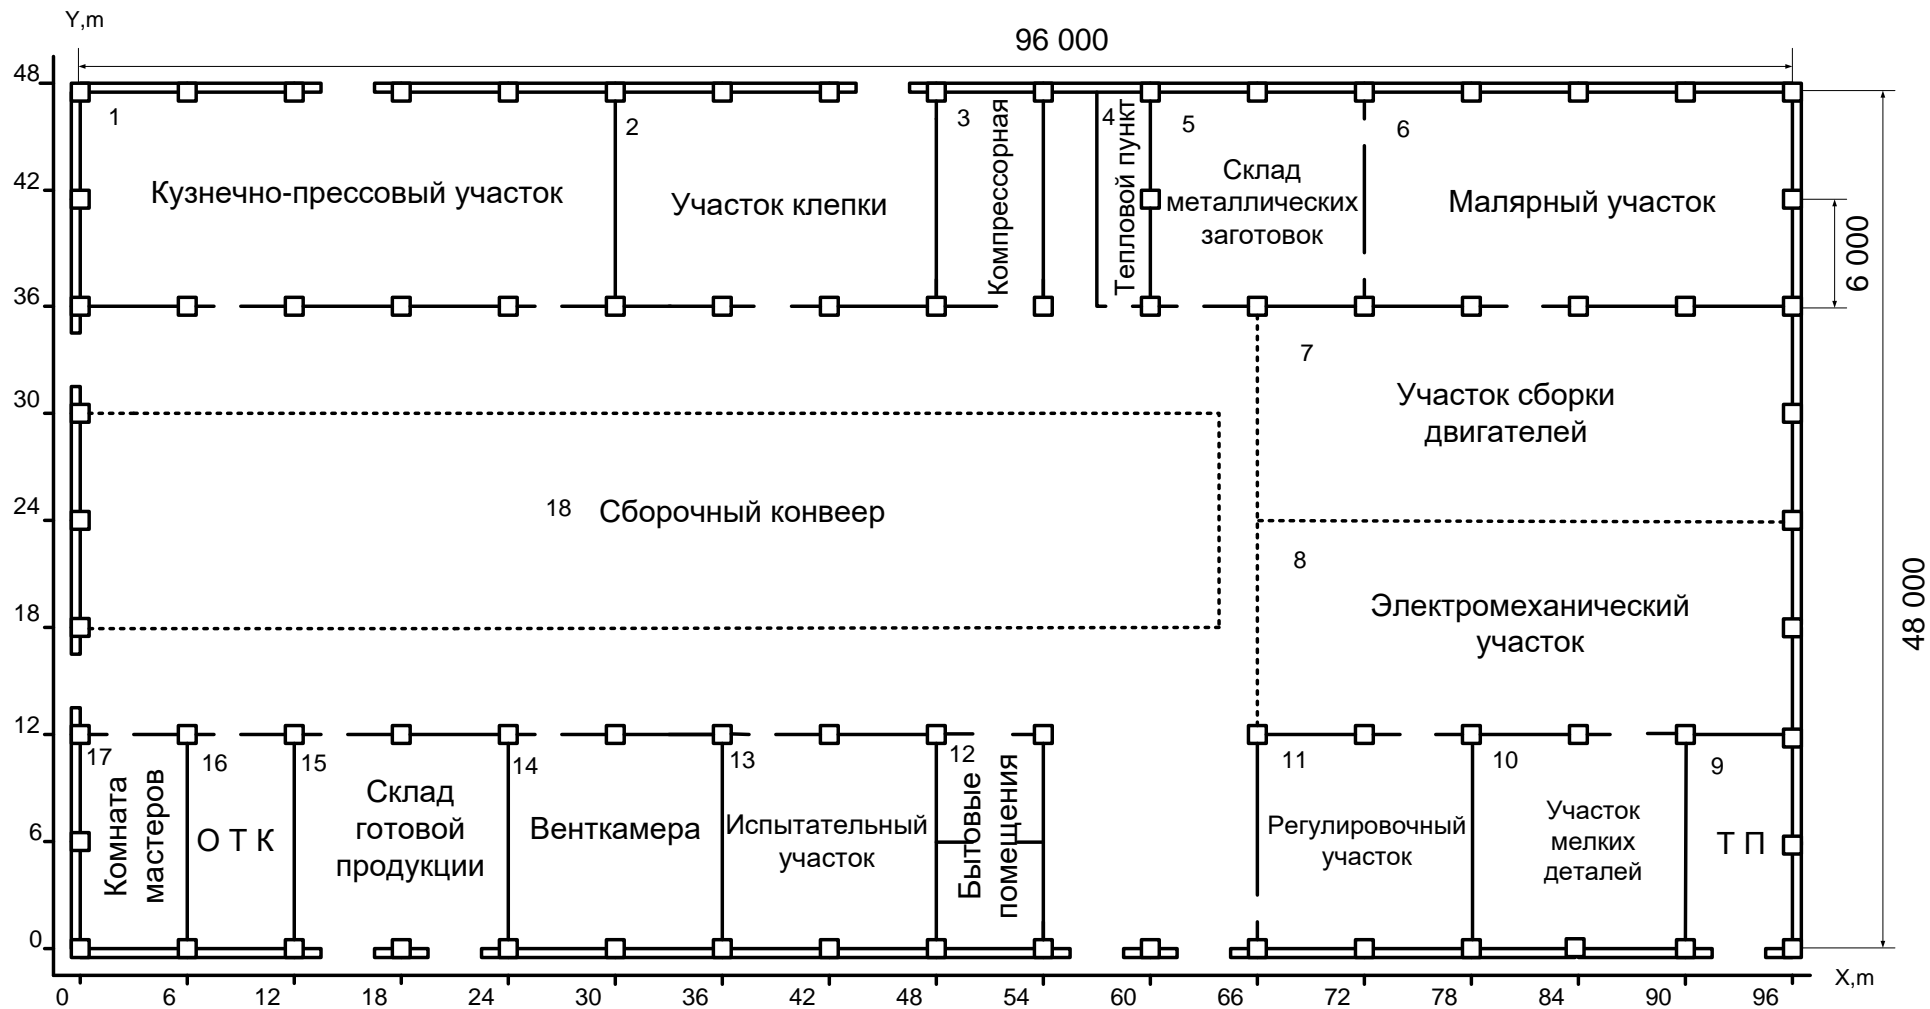 Y,m
96 000
48
1
2
3
Компрессорная
4
Тепловой пункт
5
6
Кузнечно-прессовый участок
Участок клепки
Склад
металлических
заготовок
Малярный участок
42
6 000
36
7
Участок сборки
двигателей
30
24
18 Сборочный конвеер
8
Электромеханический
участок
48 000
18
12
17
Комната
мастеров
16
О Т К
15
Склад
готовой
продукции
14
Венткамера
13
Испытательный
участок
12
Бытовые
помещения
11
Регулировочный
участок
10
Участок
мелких
деталей
9
Т П
6
0
X,m
0 6 12 18 24 30 36 42 48 54 60 66 72 78 84 90 96